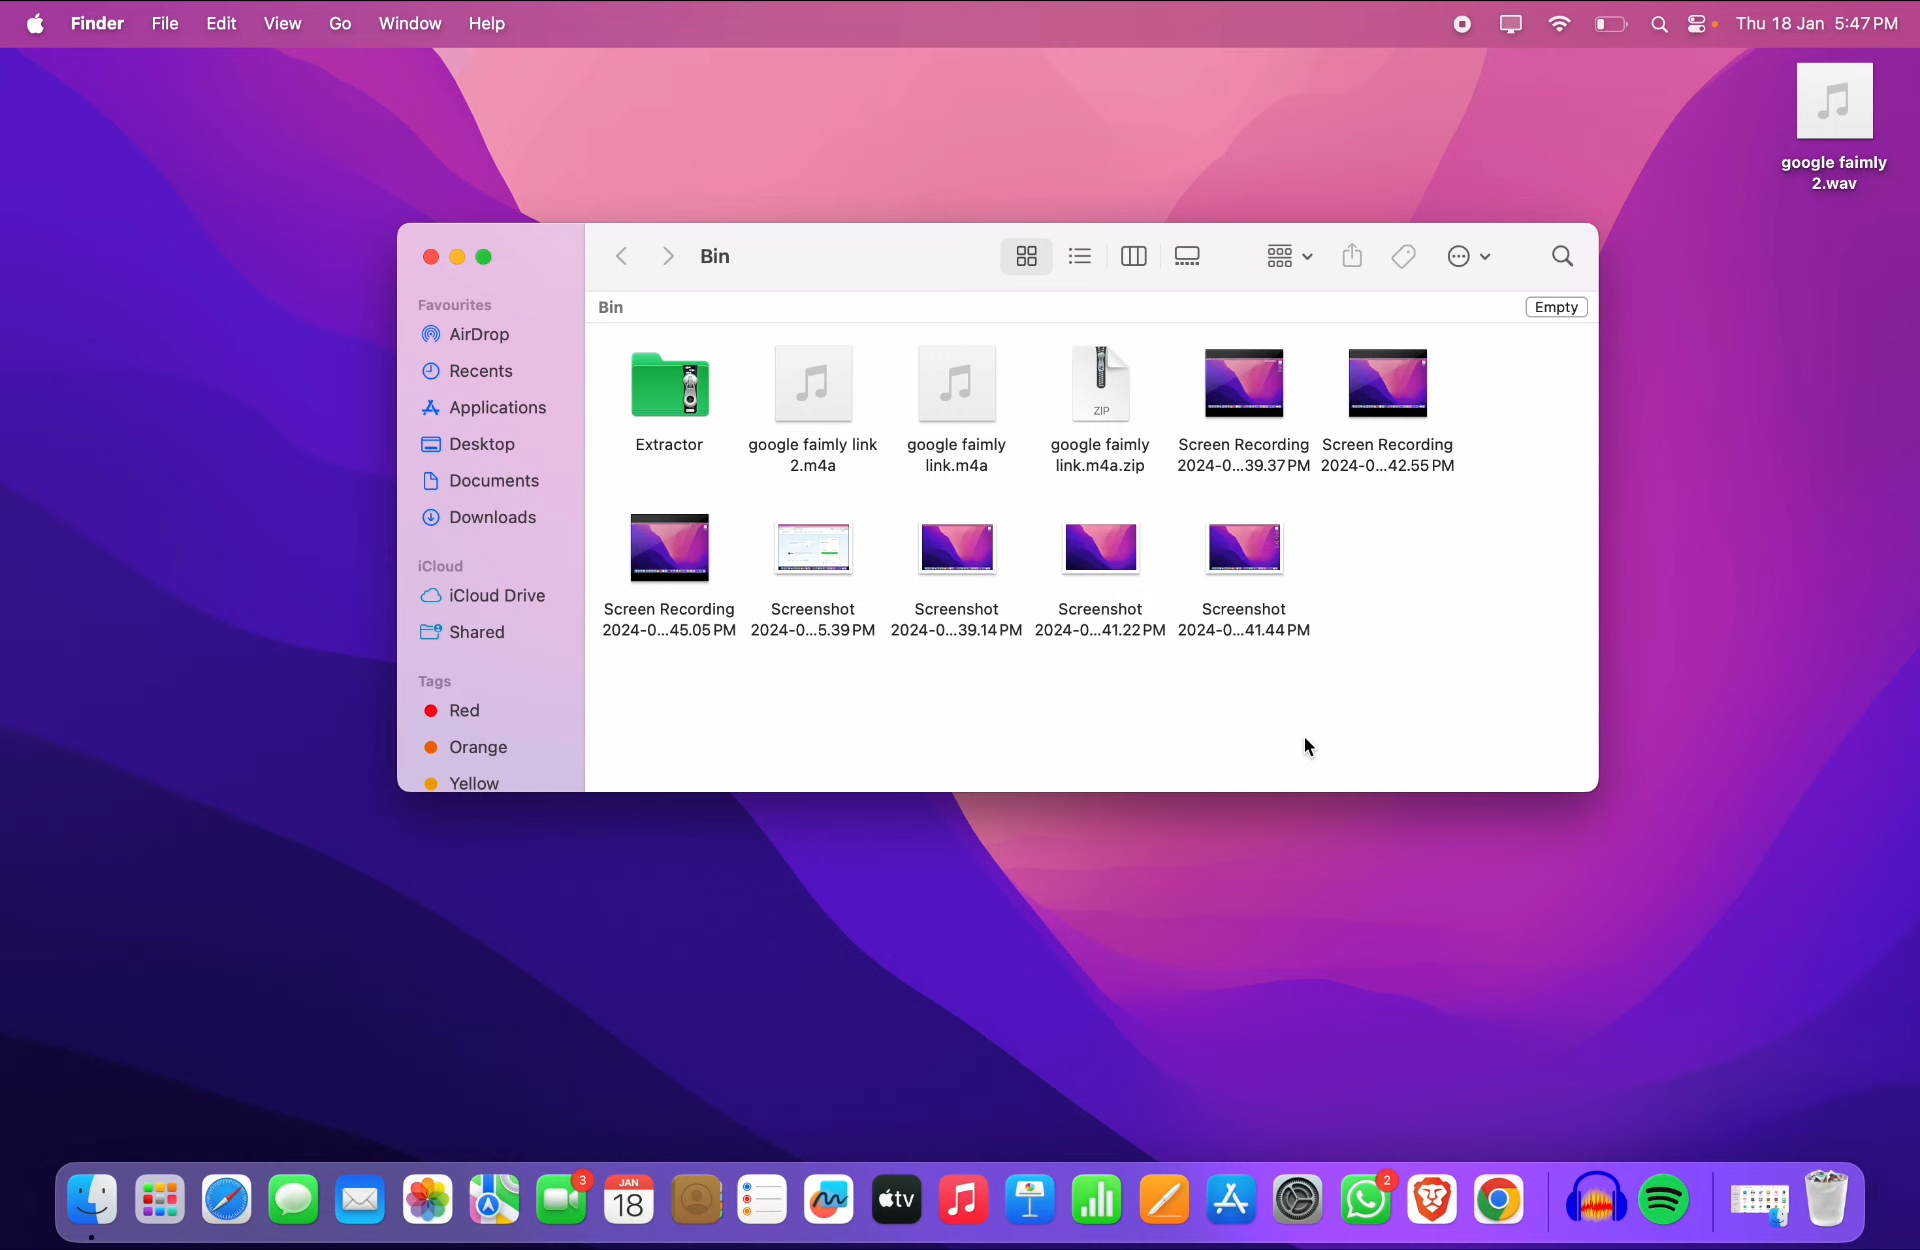 Finder File Edit View Go Window Help Thu 18 Jan 5:47 PM
google faimly
2.wav
Bin
Favourites
AirDrop
Recents
Applications
Desktop
Documents
Downloads
iCloud
iCloud Drive
Shared
Tags
Red
Orange
Yellow
Bin Empty
ZIP
Extractor
google faimly link
2.m4a
google faimly
link.m4a
google faimly
link.m4a.zip
Screen Recording
2024-0...39.37 PM
Screen Recording
2024-0...42.55 PM
Screen Recording
2024-0...45.05 PM
Screenshot
2024-0...5.39 PM
Screenshot
2024-0...39.14 PM
Screenshot
2024-0...41.22 PM
Screenshot
2024-0...41.44 PM
3
JAN
18
tv
2